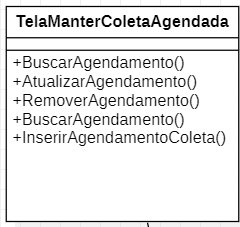 TelaManterColetaAgendada
+BuscarAgendamento()
+AtualizarAgendamento()
+RemoverAgendamento()
+BuscarAgendamento()
+InserirAgendamentoColeta()